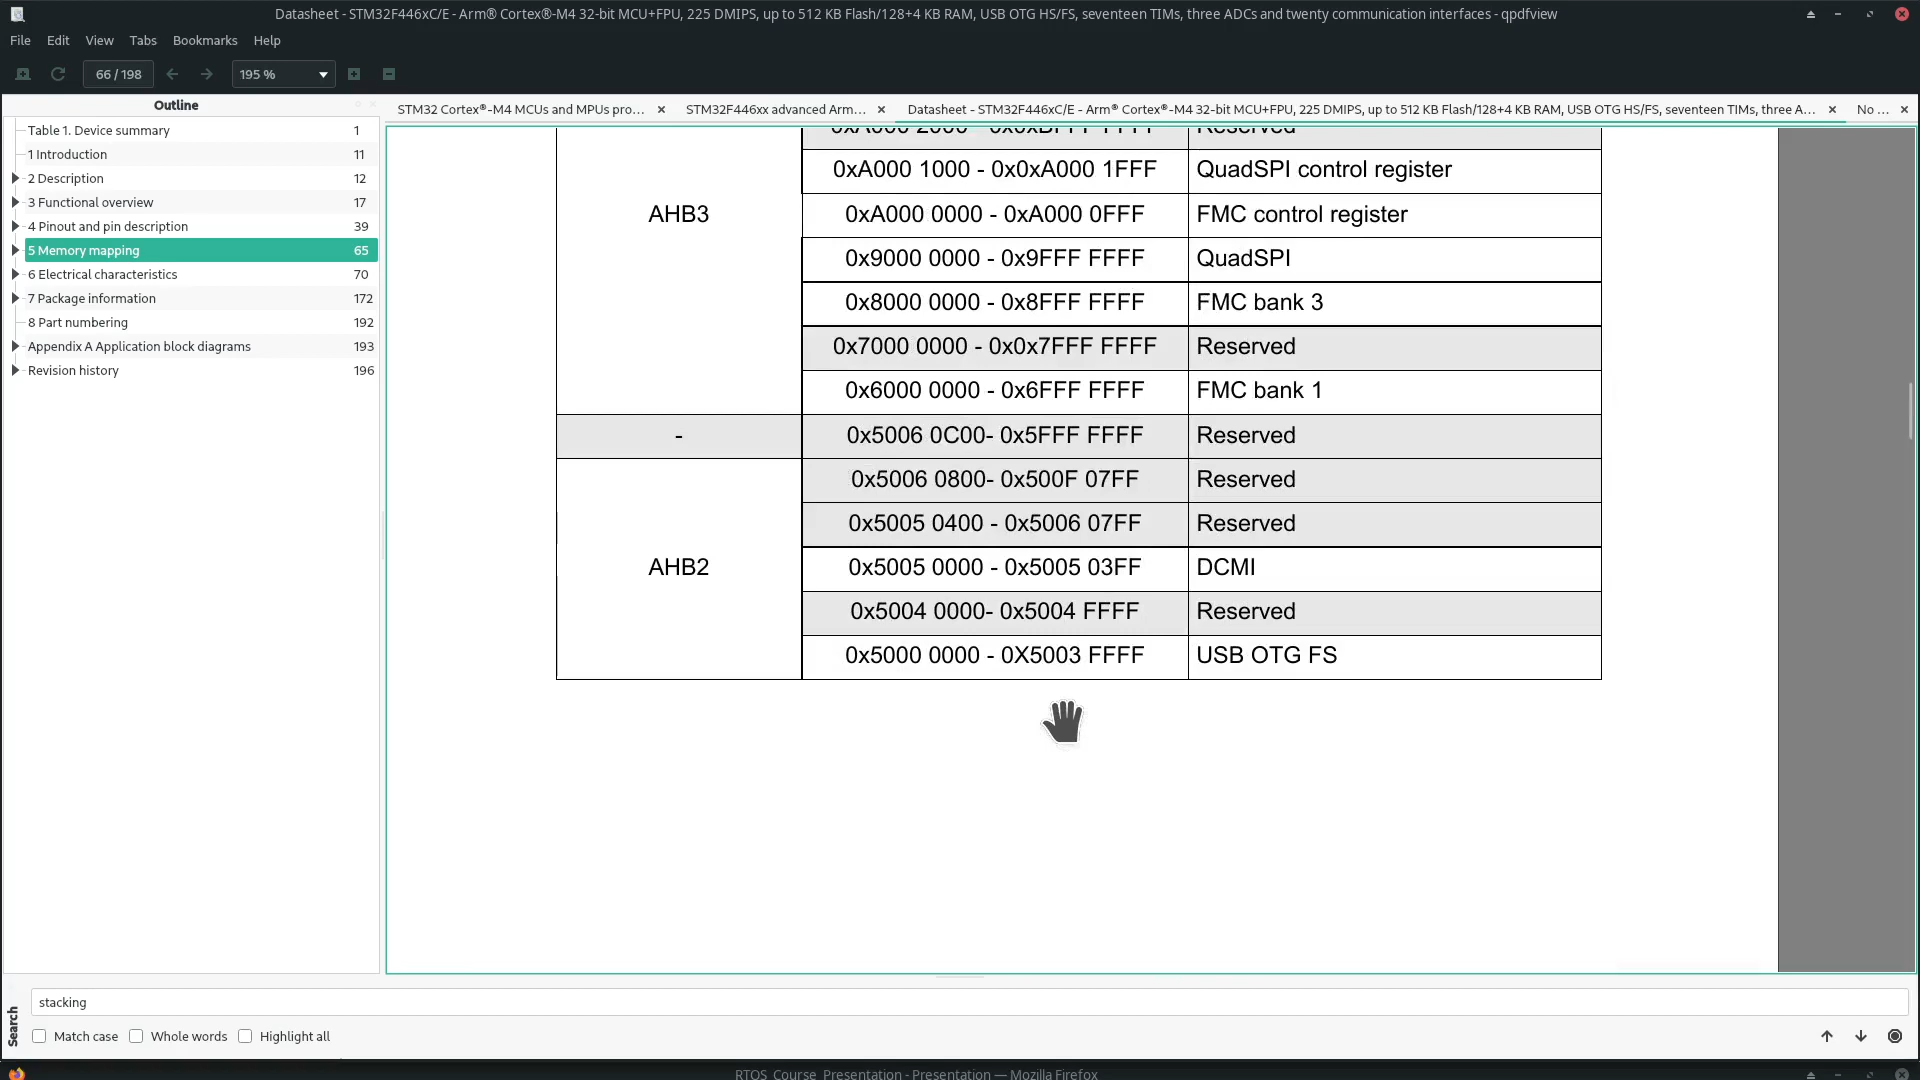 Datasheet - STM32F446xC/E - Arm® Cortex®-M4 32-bit MCU+FPU, 225 DMIPS, up to 512 KB Flash/128+4 KB RAM, USB OTG HS/FS, seventeen TIMs, three ADCs and twenty communication interfaces - qpdfview
File Edit View Tabs Bookmarks Help
66 / 198 195 %
Outline
Table 1. Device summary 1
1 Introduction 11
2 Description 12
3 Functional overview 17
4 Pinout and pin description 39
5 Memory mapping 65
6 Electrical characteristics 70
7 Package information 172
8 Part numbering 192
Appendix A Application block diagrams 193
Revision history 196
STM32 Cortex®-M4 MCUs and MPUs pro... STM32F446xx advanced Arm... Datasheet - STM32F446xC/E - Arm® Cortex®-M4 32-bit MCU+FPU, 225 DMIPS, up to 512 KB Flash/128+4 KB RAM, USB OTG HS/FS, seventeen TIMs, three A... No ...
0xA000 2000 - 0x0xBFFF FFFF Reserved
0xA000 1000 - 0x0xA000 1FFF QuadSPI control register
AHB3 0xA000 0000 - 0xA000 0FFF FMC control register
0x9000 0000 - 0x9FFF FFFF QuadSPI
0x8000 0000 - 0x8FFF FFFF FMC bank 3
0x7000 0000 - 0x0x7FFF FFFF Reserved
0x6000 0000 - 0x6FFF FFFF FMC bank 1
- 0x5006 0C00- 0x5FFF FFFF Reserved
0x5006 0800- 0x500F 07FF Reserved
0x5005 0400 - 0x5006 07FF Reserved
AHB2 0x5005 0000 - 0x5005 03FF DCMI
0x5004 0000- 0x5004 FFFF Reserved
0x5000 0000 - 0X5003 FFFF USB OTG FS
Search
stacking
Match case Whole words Highlight all
RTOS_Course_Presentation - Presentation — Mozilla Firefox